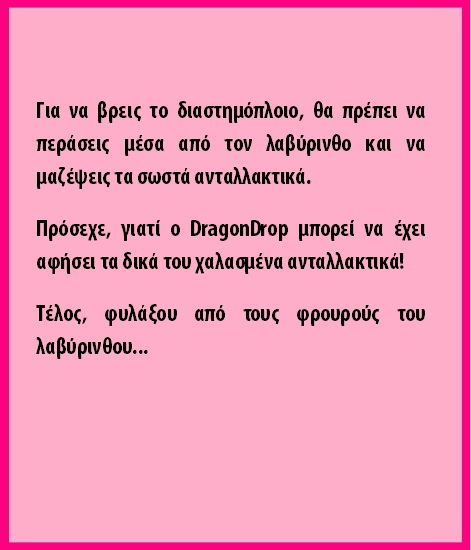 Για να βρεις το διαστημόπλοιο, θα πρέπει να
περάσεις μέσα από τον λαβύρινθο και να
μαζέψεις τα σωστά ανταλλακτικά.
Πρόσεχε, γιατί ο DragonDrop μπορεί να έχει
αφήσει τα δικά του χαλασμένα ανταλλακτικά!
Τέλος, φυλάξου από τους φρουρούς του
λαβύρινθου...